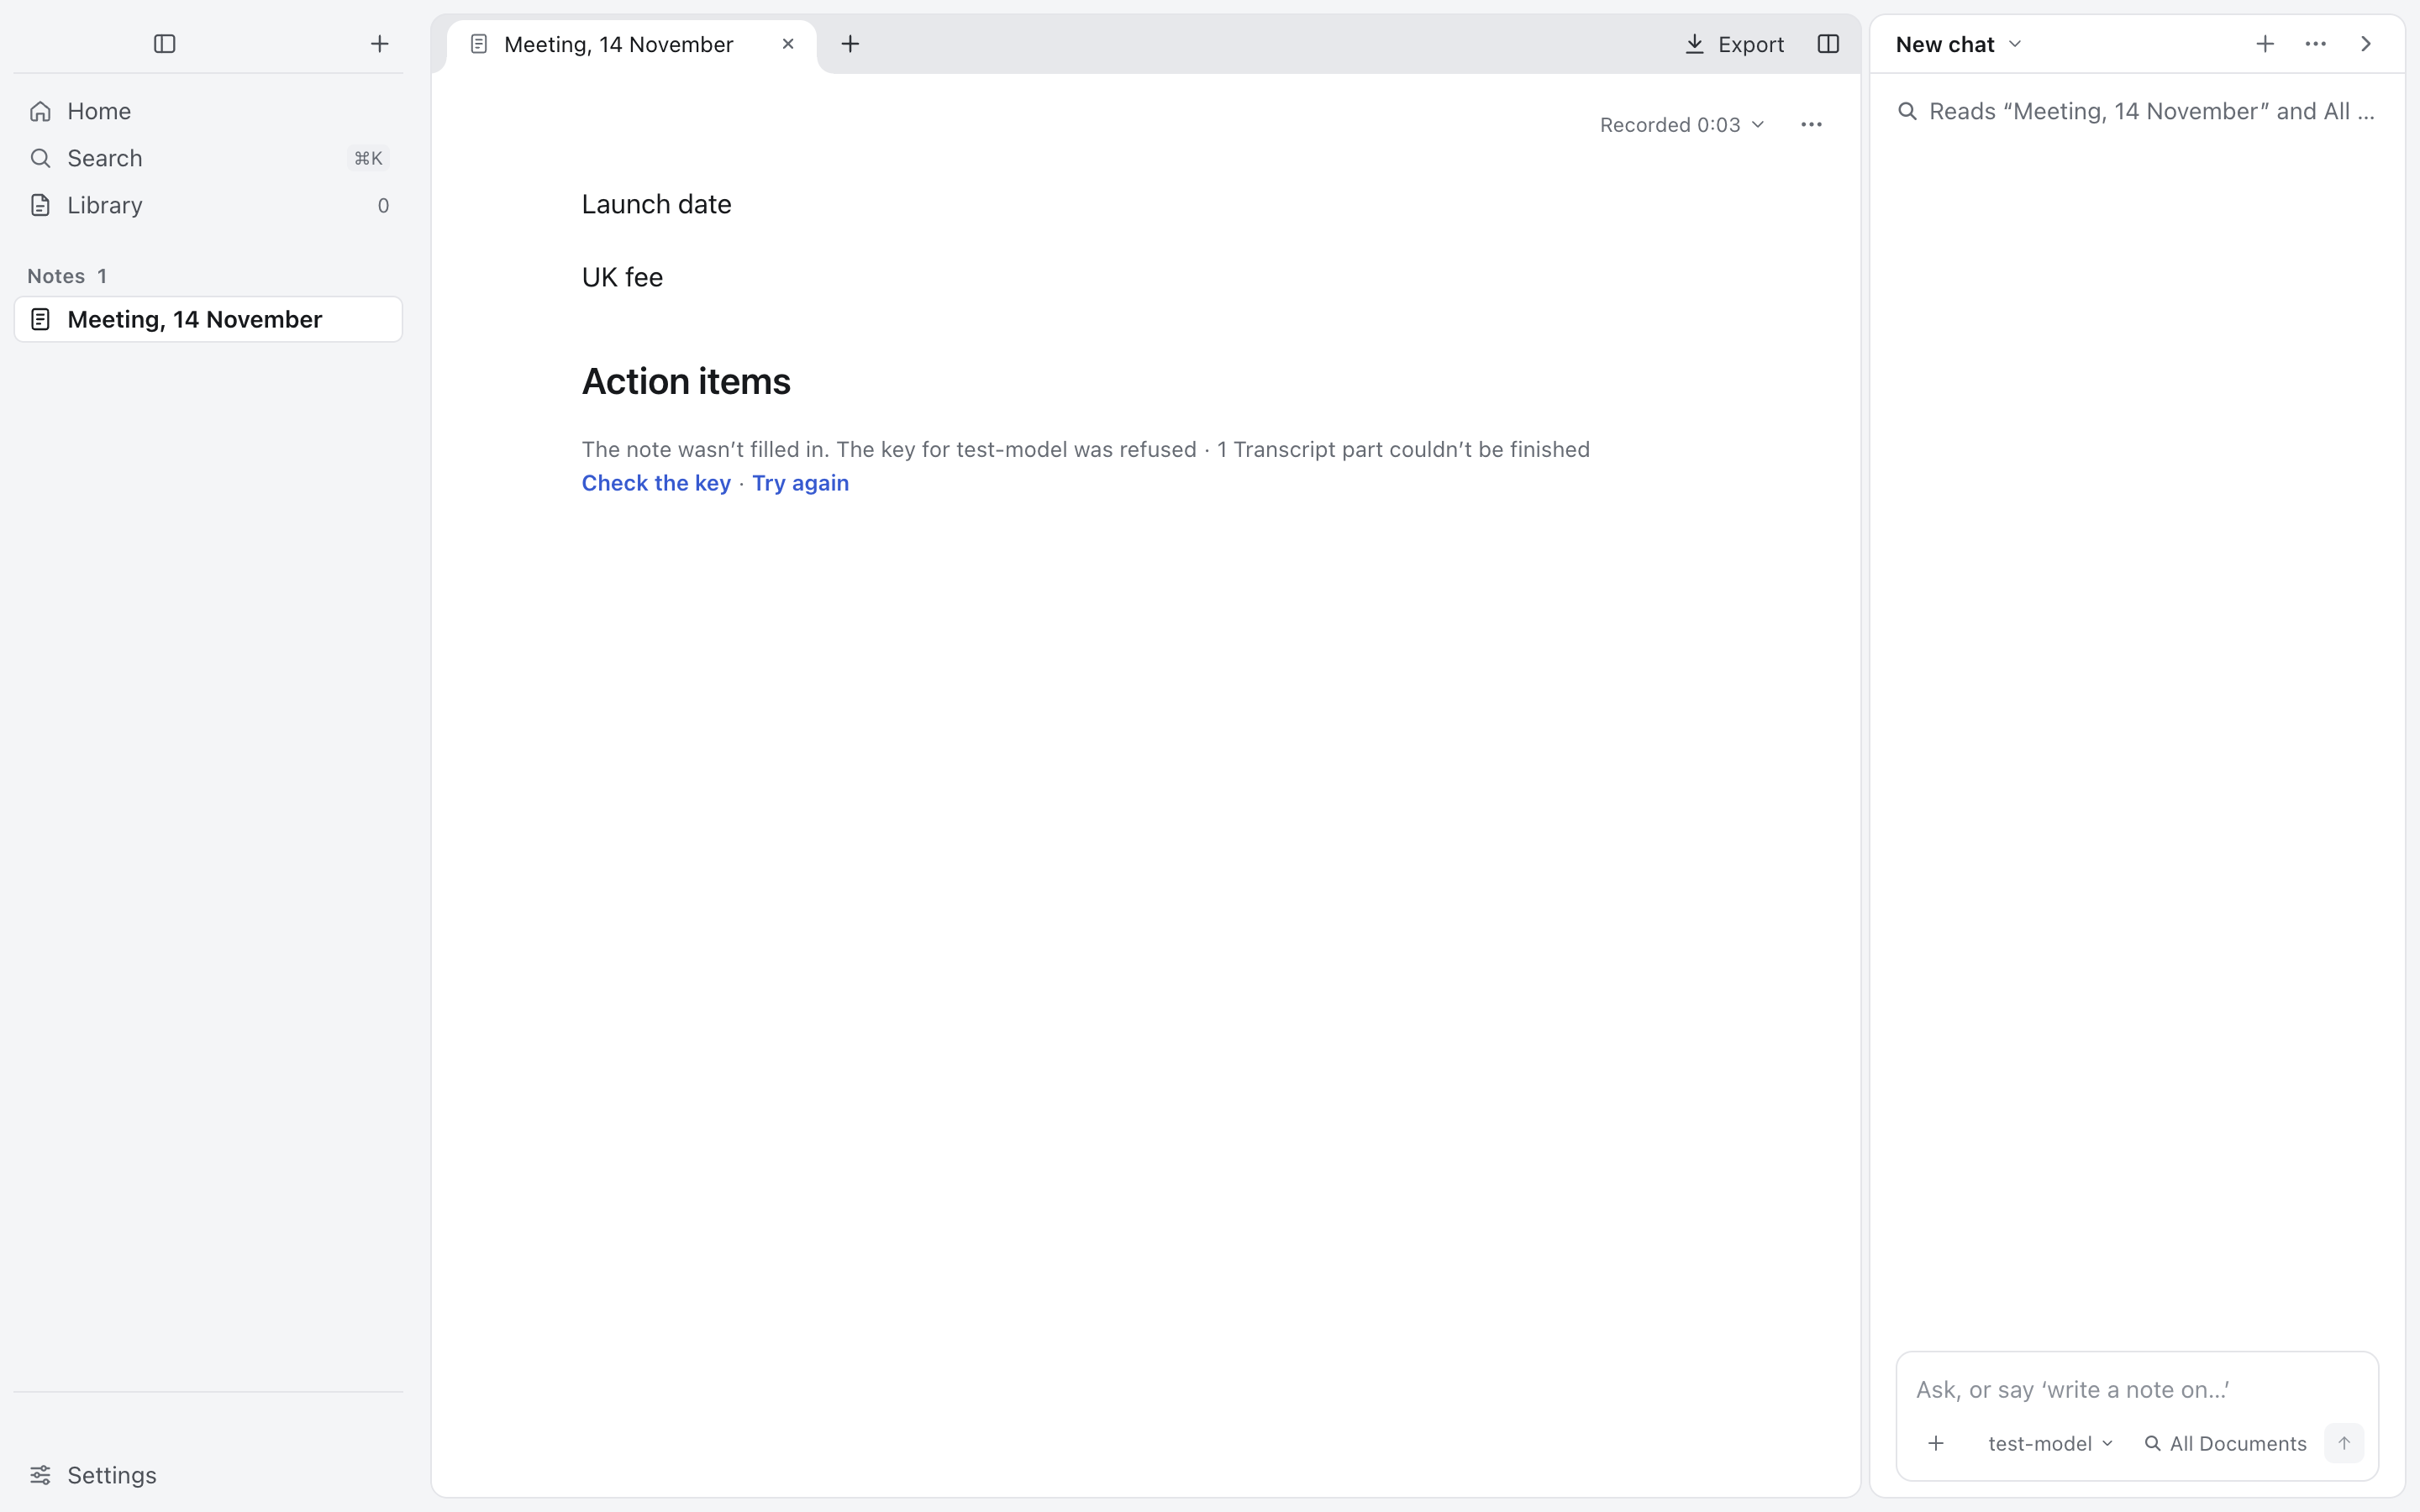 Home
Search ⌘K
Library 0
Notes 1
Meeting, 14 November
Settings
Meeting, 14 November
Export
Recorded 0:03
Launch date
UK fee
Action items
The note wasn’t filled in. The key for test-model was refused · 1 Transcript part couldn’t be finished
Check the key · Try again
New chat
Reads “Meeting, 14 November” and All ...
Ask, or say ‘write a note on...’
test-model All Documents